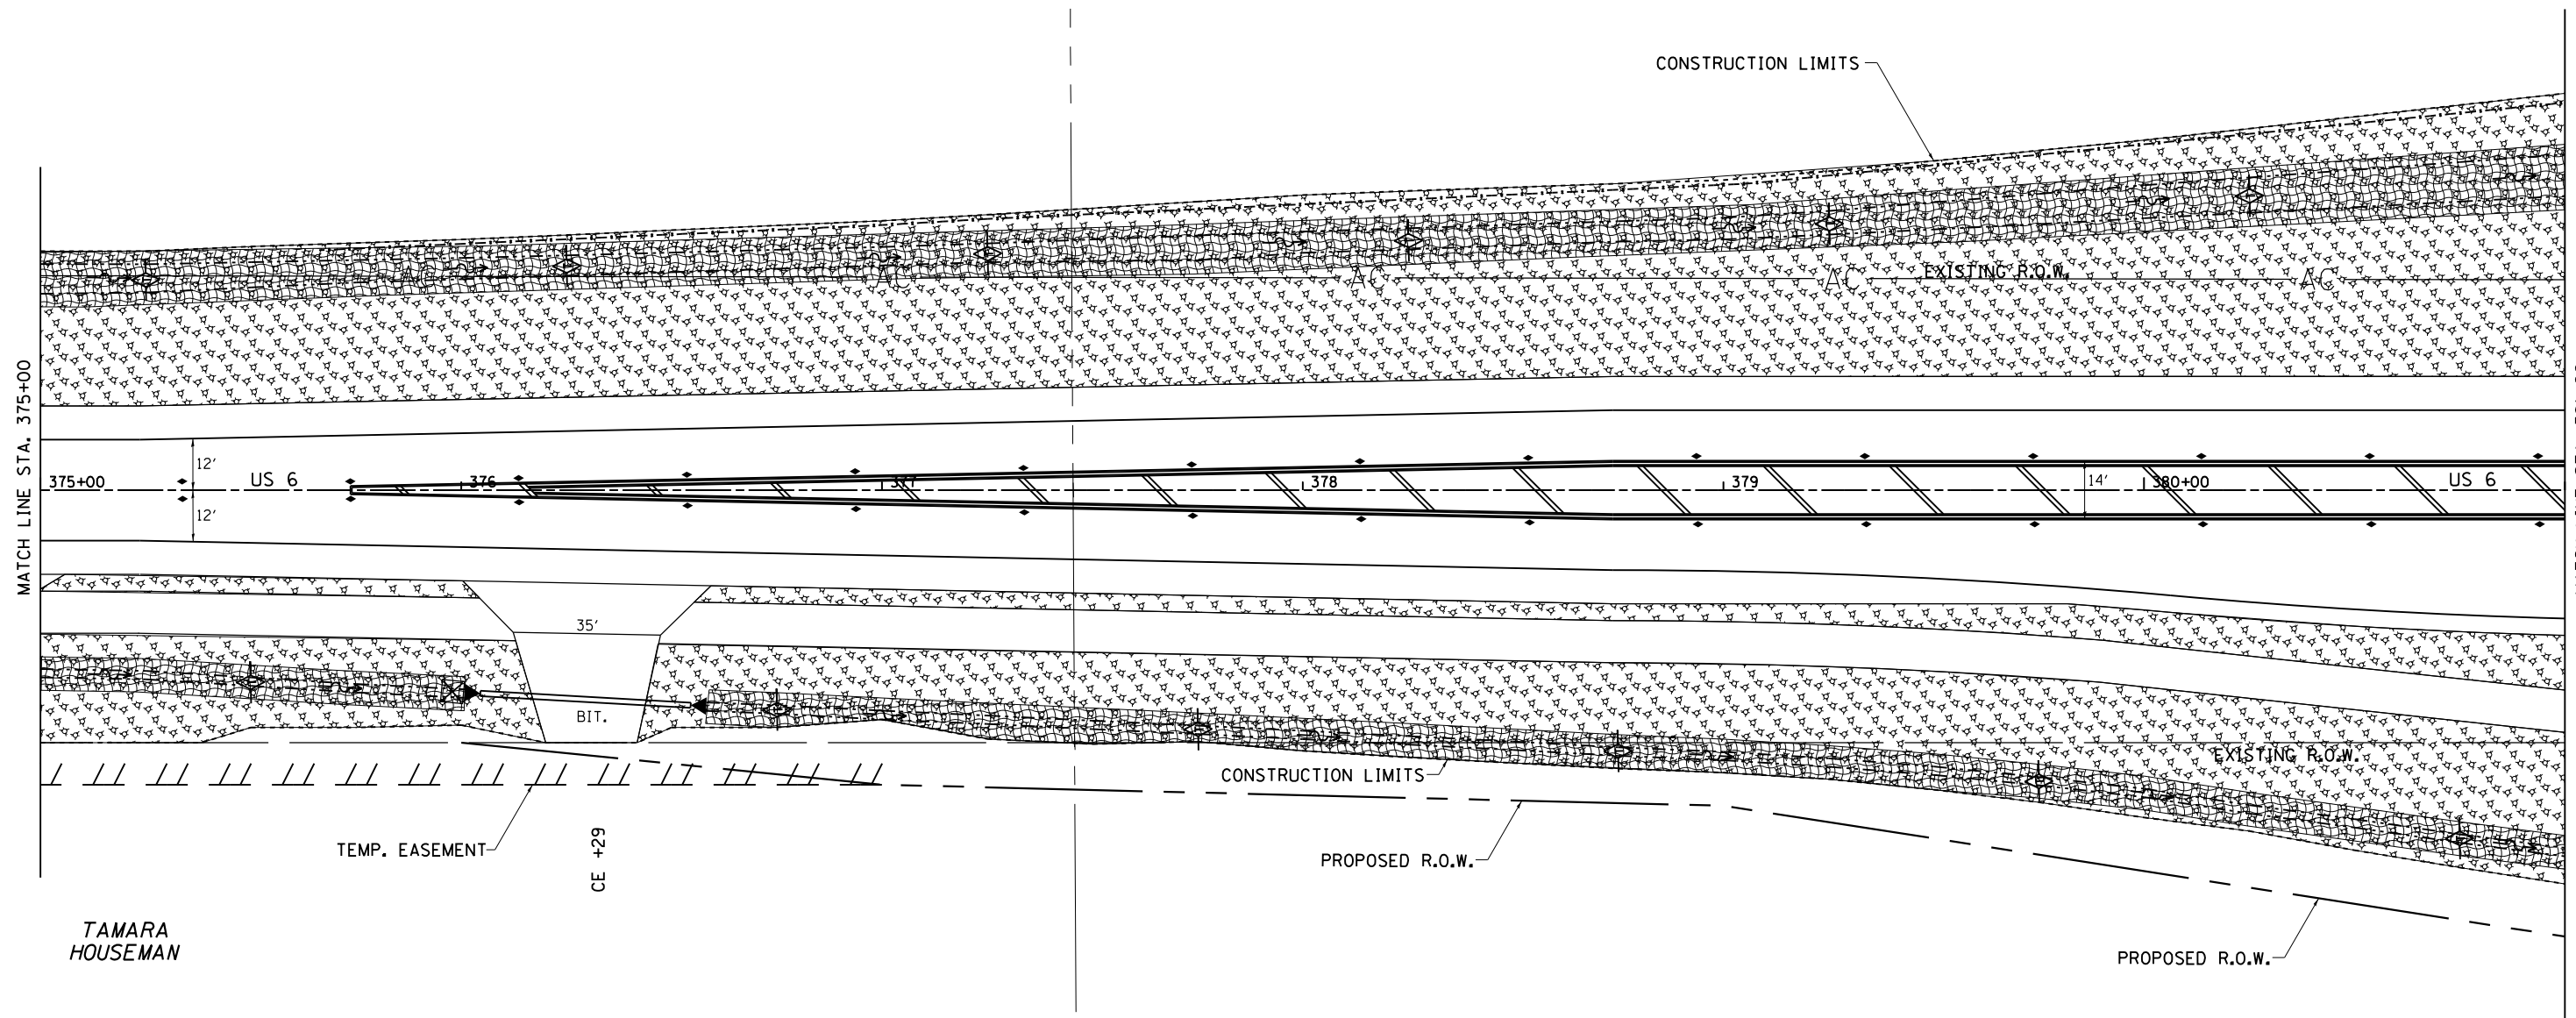 CONSTRUCTION LIMITS
AC
AC
AC
AC
EXISTING R.O.W.
AC
MATCH LINE STA. 375+00
12'
375+00
US 6
376
377
378
379
14'
380+00
US 6
12'
35'
BIT.
EXISTING R.O.W.
CONSTRUCTION LIMITS
TEMP. EASEMENT
CE +29
PROPOSED R.O.W.
TAMARA
HOUSEMAN
PROPOSED R.O.W.